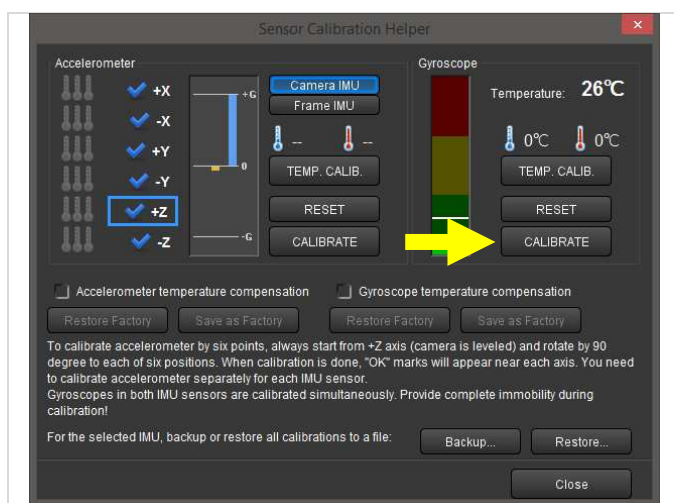 Sensor Calibration Helper
Accelerometer
Gyroscope
+X
-X
+Y
-Y
+Z
-Z
+G
0
-G
Camera IMU
Frame IMU
-- --
TEMP. CALIB.
RESET
CALIBRATE
Temperature: 26°C
0°C 0°C
TEMP. CALIB.
RESET
CALIBRATE
Accelerometer temperature compensation Gyroscope temperature compensation
Restore Factory Save as Factory Restore Factory Save as Factory
To calibrate accelerometer by six points, always start from +Z axis (camera is leveled) and rotate by 90
degree to each of six positions. When calibration is done, "OK" marks will appear near each axis. You need
to calibrate accelerometer separately for each IMU sensor.
Gyroscopes in both IMU sensors are calibrated simultaneously. Provide complete immobility during
calibration!
For the selected IMU, backup or restore all calibrations to a file: Backup... Restore...
Close